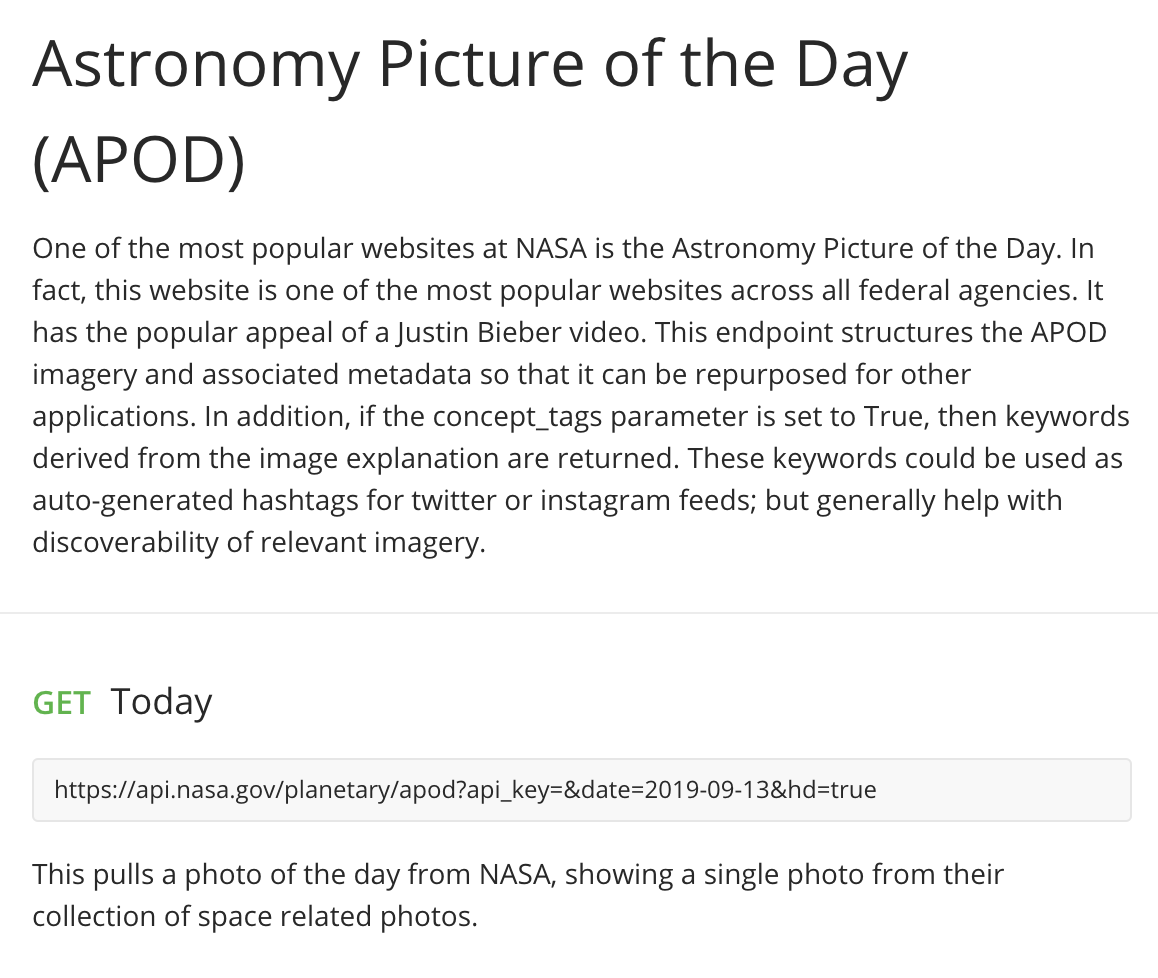 Astronomy Picture of the Day
(APOD)
One of the most popular websites at NASA is the Astronomy Picture of the Day. In
fact, this website is one of the most popular websites across all federal agencies. It
has the popular appeal of a Justin Bieber video. This endpoint structures the APOD
imagery and associated metadata so that it can be repurposed for other
applications. In addition, if the concept_tags parameter is set to True, then keywords
derived from the image explanation are returned. These keywords could be used as
auto-generated hashtags for twitter or instagram feeds; but generally help with
discoverability of relevant imagery.
GET Today
https://api.nasa.gov/planetary/apod?api_key=&date=2019-09-13&hd=true
This pulls a photo of the day from NASA, showing a single photo from their
collection of space related photos.